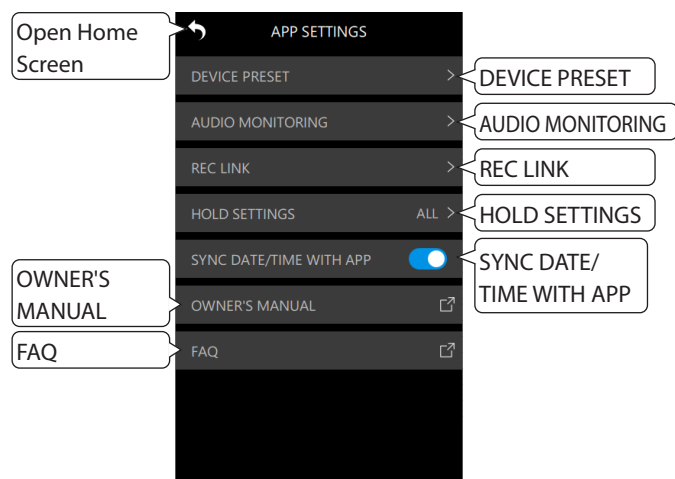 Open Home
Screen
APP SETTINGS
DEVICE PRESET
DEVICE PRESET
AUDIO MONITORING
AUDIO MONITORING
REC LINK
REC LINK
HOLD SETTINGS ALL
HOLD SETTINGS
SYNC DATE/TIME WITH APP
SYNC DATE/
TIME WITH APP
OWNER'S
MANUAL
OWNER'S MANUAL
FAQ
FAQ